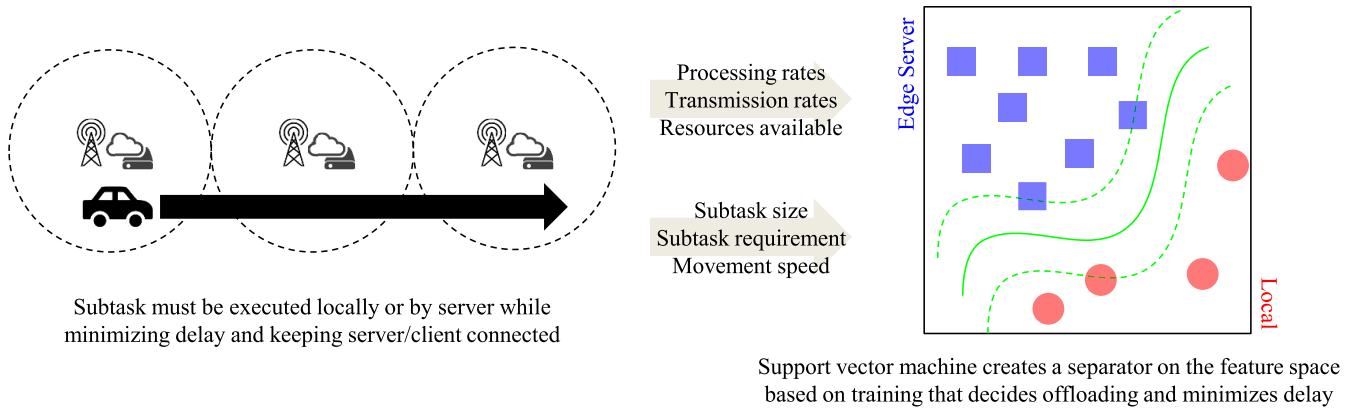 Subtask must be executed locally or by server while
minimizing delay and keeping server/client connected
Processing rates
Transmission rates
Resources available
Subtask size
Subtask requirement
Movement speed
Edge Server
Local
Support vector machine creates a separator on the feature space
based on training that decides offloading and minimizes delay